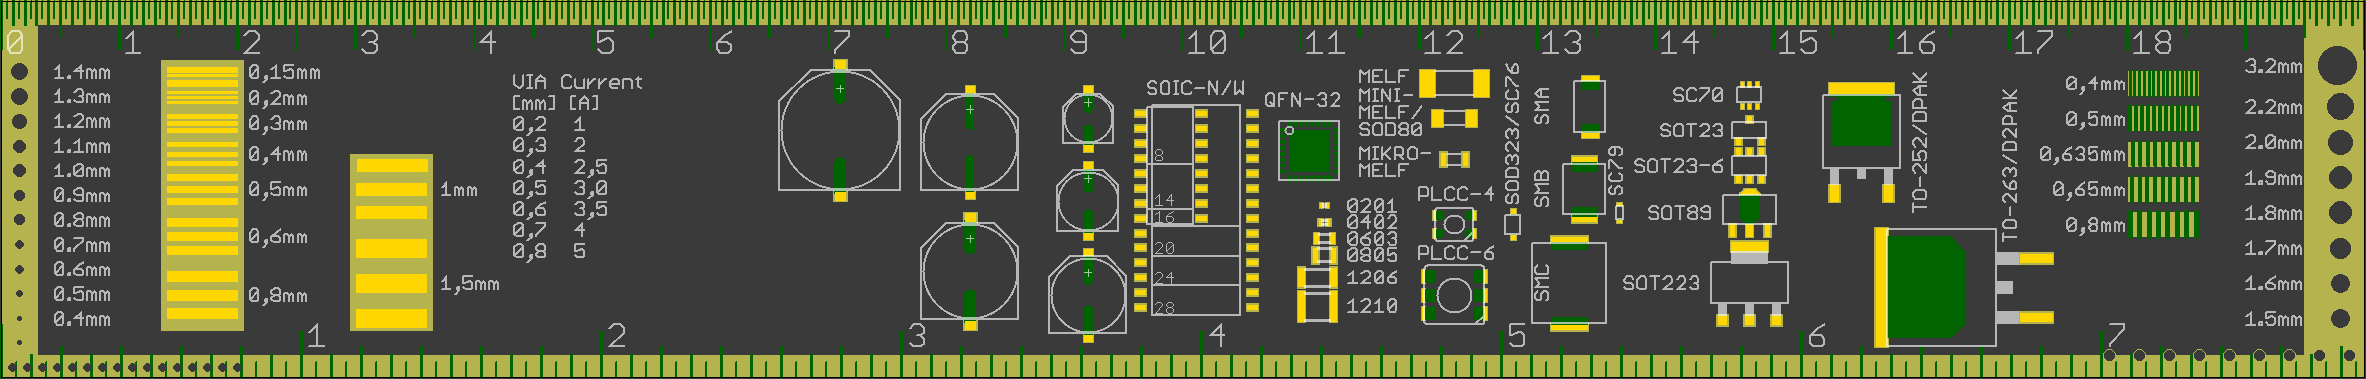 0 1 2 3 4 5 6 7 8 9 10 11 12 13 14 15 16 17 18
1.4mm
1.3mm
1.2mm
1.1mm
1.0mm
0.9mm
0.8mm
0.7mm
0.6mm
0.5mm
0.4mm
0,15mm
0,2mm
0,3mm
0,4mm
0,5mm
0,6mm
0,8mm
1mm
1,5mm
VIA Current
[mm] [A]
0,2 1
0,3 2
0,4 2,5
0,5 3,0
0,6 3,5
0,7 4
0,8 5
SOIC-N/W
8
14
16
20
24
28
QFN-32
0201
0402
0603
0805
1206
1210
MELF
MINI-
MELF/
SOD80
MIKRO-
MELF
PLCC-4
PLCC-6
SOD323/SC76
SMA
SMB
SC79
SMC
SC70
SOT23
SOT23-6
SOT89
SOT223
TO-252/DPAK
TO-263/D2PAK
0,4mm
0,5mm
0,635mm
0,65mm
0,8mm
3.2mm
2.2mm
2.0mm
1.9mm
1.8mm
1.7mm
1.6mm
1.5mm
1 2 3 4 5 6 7